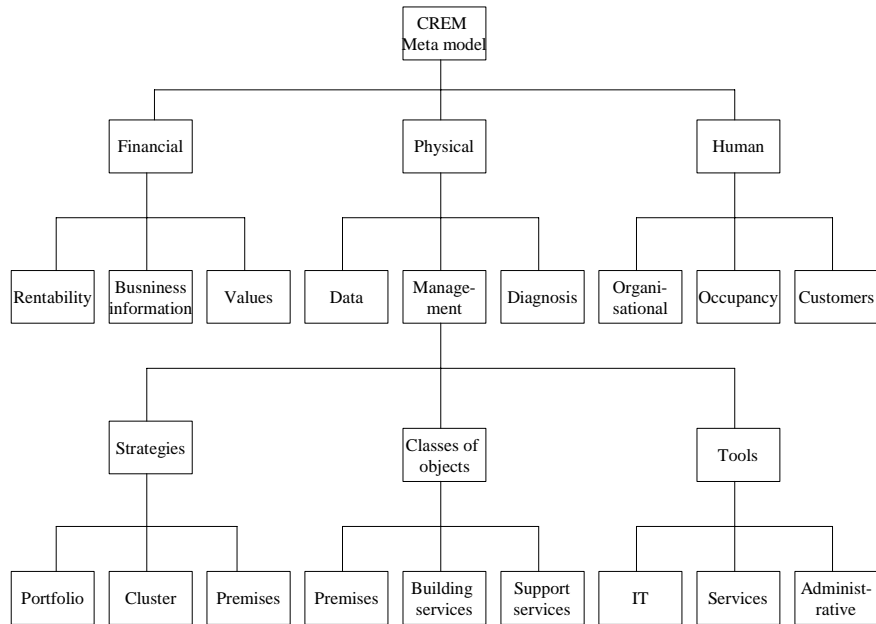 CREM
Meta model
Financial
Physical
Human
Rentability
Busniness
information
Values
Data
Manage-
ment
Diagnosis
Organi-
sational
Occupancy
Customers
Strategies
Classes of
objects
Tools
Portfolio
Cluster
Premises
Premises
Building
services
Support
services
IT
Services
Administ-
rative